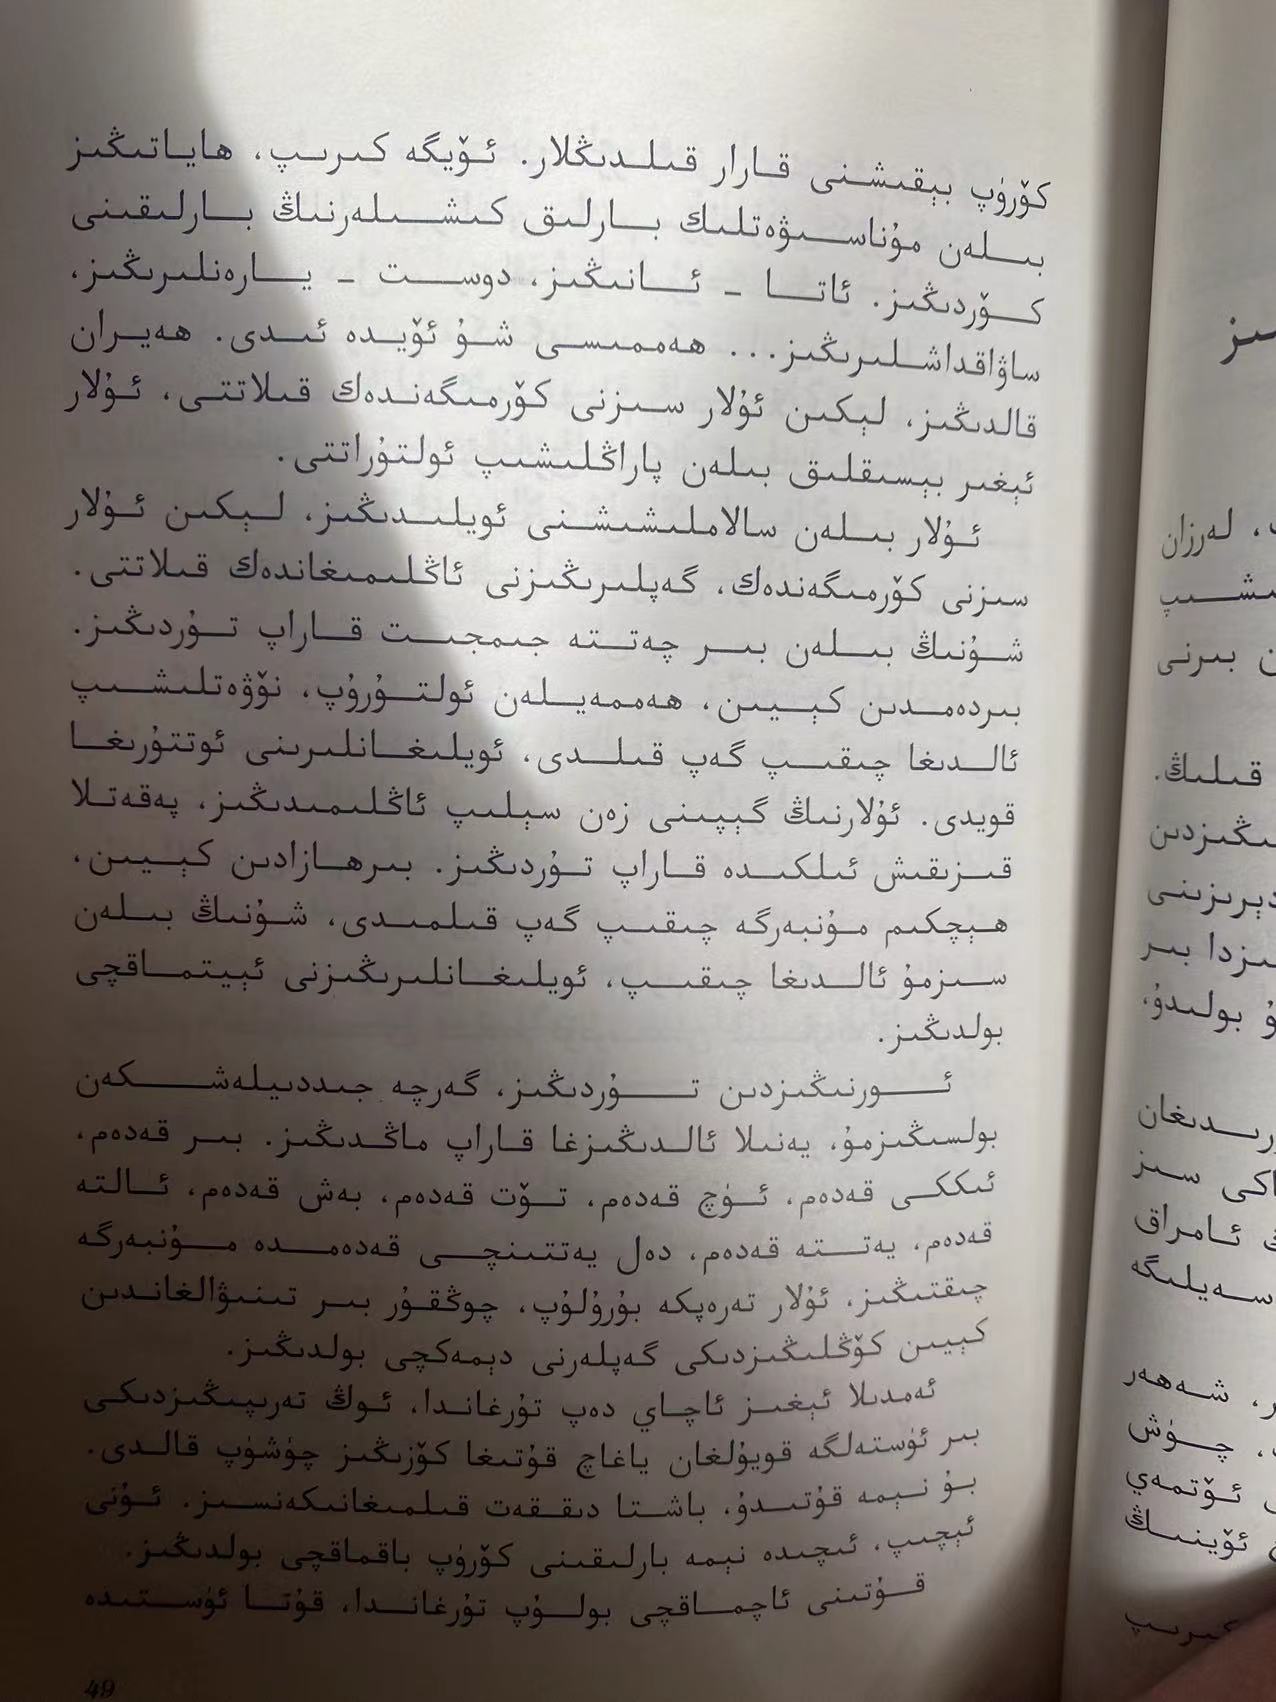 كۆرۈپ بېقىشنى قارار قىلدىڭلار. ئۆيگە كىرىپ، ھاياتىڭىز
بىلەن مۇناسىۋەتلىك بارلىق كىشىلەرنىڭ بارلىقىنى
كۆردىڭىز. ئاتا - ئانىڭىز، دوست - يارەنلىرىڭىز،
ساۋاقداشلىرىڭىز... ھەممىسى شۇ ئۆيدە ئىدى. ھەيران
قالدىڭىز، لېكىن ئۇلار سىزنى كۆرمىگەندەك قىلاتتى، ئۇلار
ئېغىر بېسىقلىق بىلەن پاراڭلىشىپ ئولتۇراتتى.
ئۇلار بىلەن سالاملىشىشنى ئويلىدىڭىز، لېكىن ئۇلار
سىزنى كۆرمىگەندەك، گەپلىرىڭىزنى ئاڭلىمىغاندەك قىلاتتى.
شۇنىڭ بىلەن بىر چەتتە جىمجىت قاراپ تۇردىڭىز.
بىردەمدىن كېيىن، ھەممەيلەن ئولتۇرۇپ، نۆۋەتلىشىپ
ئالدىغا چىقىپ گەپ قىلدى، ئويلىغانلىرىنى ئوتتۇرىغا
قويدى. ئۇلارنىڭ گېپىنى زەن سېلىپ ئاڭلىمىدىڭىز، پەقەتلا
قىزىقىش ئىلكىدە قاراپ تۇردىڭىز. بىرھازادىن كېيىن،
ھېچكىم مۇنبەرگە چىقىپ گەپ قىلمىدى، شۇنىڭ بىلەن
سىزمۇ ئالدىغا چىقىپ، ئويلىغانلىرىڭىزنى ئېيتماقچى
بولدىڭىز.
ئورنىڭىزدىن تۇردىڭىز، گەرچە جىددىيلەشكەن
بولسىڭىزمۇ، يەنىلا ئالدىڭىزغا قاراپ ماڭدىڭىز. بىر قەدەم،
ئىككى قەدەم، ئۈچ قەدەم، تۆت قەدەم، بەش قەدەم، ئالتە
قەدەم، يەتتە قەدەم، دەل يەتتىنچى قەدەمدە مۇنبەرگە
چىقتىڭىز، ئۇلار تەرەپكە بۇرۇلۇپ، چوڭقۇر بىر تىنىۋالغاندىن
كېيىن كۆڭلىڭىزدىكى گەپلەرنى دېمەكچى بولدىڭىز.
ئەمدىلا ئېغىز ئاچاي دەپ تۇرغاندا، ئوڭ تەرىپىڭىزدىكى
بىر ئۈستەلگە قويۇلغان ياغاچ قۇتىغا كۆزىڭىز چۈشۈپ قالدى.
بۇ نېمە قۇتىدۇ، باشتا دىققەت قىلمىغانىكەنسىز. ئۇنى
ئېچىپ، ئىچىدە نېمە بارلىقىنى كۆرۈپ باقماقچى بولدىڭىز.
قۇتىنى ئاچماقچى بولۇپ تۇرغاندا، قۇتا ئۈستىدە
49
، لەرزان
بىرنى
قىلىڭ.
ىڭىزدىن
دېرىزىنى
ىزدا بىر
ۇ بولىدۇ،
رىدىغان
اكى سىز
ئامراق
سەيلىگە
ر، شەھەر
، چۈش
ئۆتمەي
ئۆينىڭ
كىرىپ